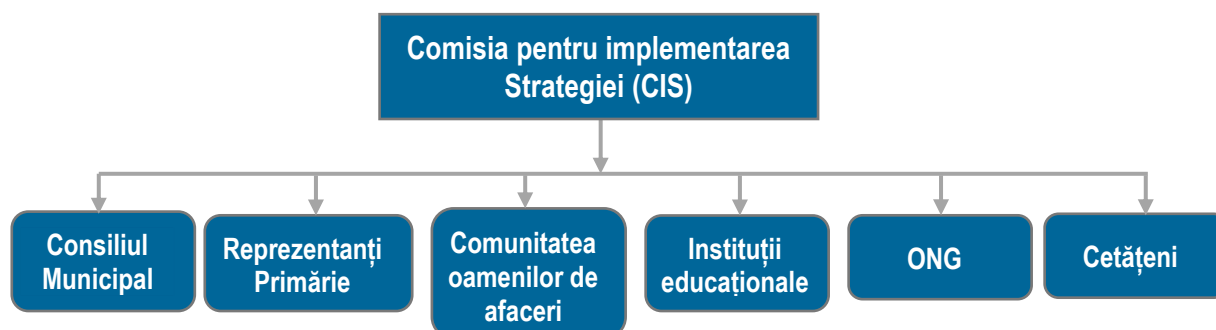 Comisia pentru implementarea
Strategiei (CIS)
Consiliul
Municipal
Reprezentanți
Primărie
Comunitatea
oamenilor de
afaceri
Instituții
educaționale
ONG
Cetățeni